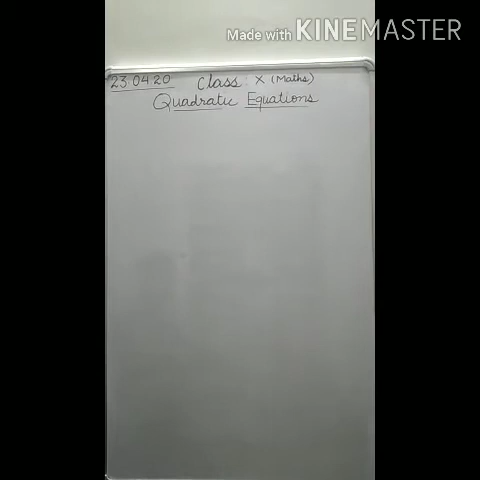 Made with KINEMASTER
23.04.20 Class: X (Maths)
Quadratic Equations